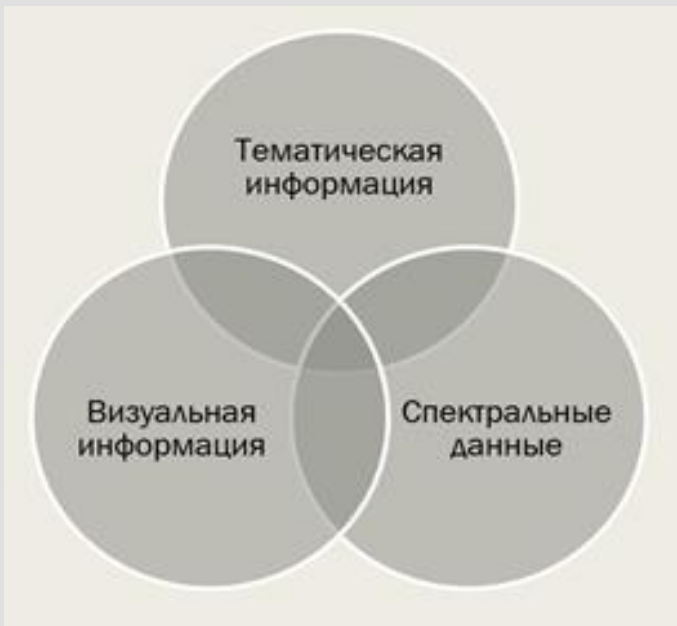 Тематическая
информация
Визуальная
информация
Спектральные
данные